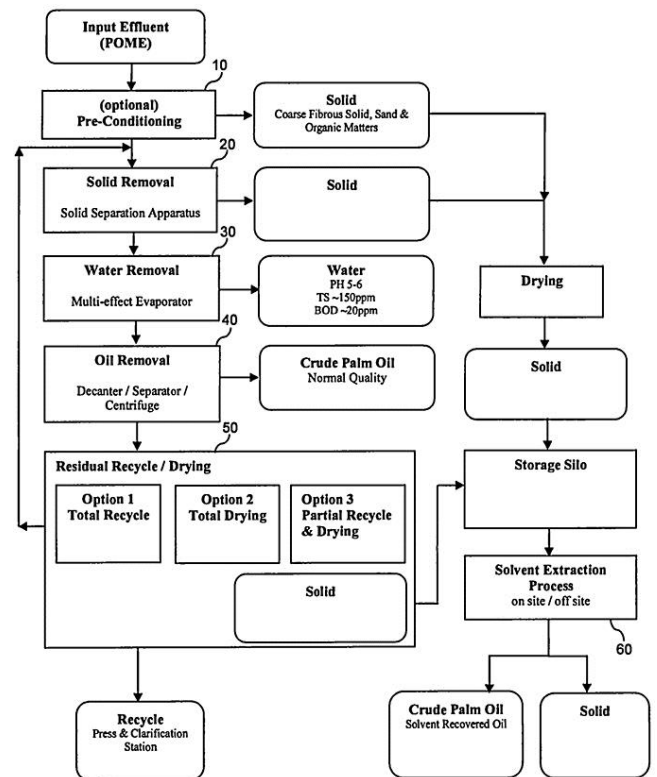 Input Effluent
(POME)
10
(optional)
Pre-Conditioning
Solid
Coarse Fibrous Solid, Sand &
Organic Matters
20
Solid Removal
Solid Separation Apparatus
Solid
30
Water Removal
Multi-effect Evaporator
Water
PH 5-6
TS ~150ppm
BOD ~20ppm
Drying
40
Oil Removal
Decanter / Separator /
Centrifuge
Crude Palm Oil
Normal Quality
Solid
50
Residual Recycle / Drying
Option 1
Total Recycle
Option 2
Total Drying
Option 3
Partial Recycle
& Drying
Solid
Storage Silo
Solvent Extraction
Process
on site / off site
60
Recycle
Press & Clarification
Station
Crude Palm Oil
Solvent Recovered Oil
Solid